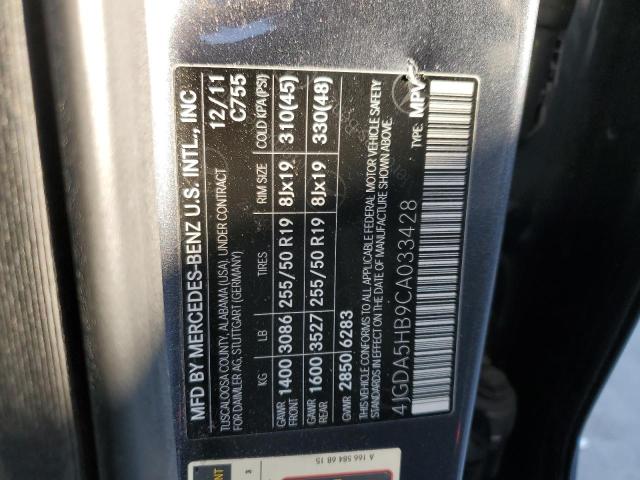 MFD BY MERCEDES-BENZ U.S. INTL., INC 12/11
TUSCALOOSA COUNTY, ALABAMA (USA), UNDER CONTRACT C755
FOR DAIMLER AG, STUTTGART (GERMANY)
KG LB TIRES RIM SIZE COLD KPA(PSI)
GAWR FRONT 1400 3086 255/50 R19 8Jx19 310(45)
GAWR REAR 1600 3527 255/50 R19 8Jx19 330(48)
GVWR 2850 6283
THIS VEHICLE CONFORMS TO ALL APPLICABLE FEDERAL MOTOR VEHICLE SAFETY
STANDARDS IN EFFECT ON THE DATE OF MANUFACTURE SHOWN ABOVE.
4JGDA5HB9CA033428 TYPE: MPV
A 166 584 68 15
3